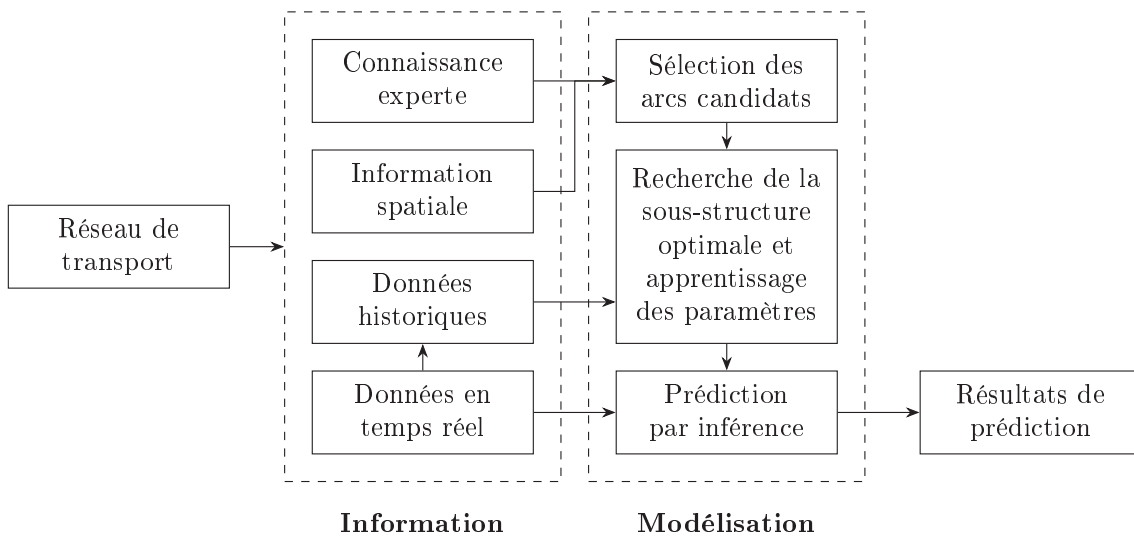 Réseau de
transport
Connaissance
experte
Information
spatiale
Données
historiques
Données en
temps réel
Information
Sélection des
arcs candidats
Recherche de la
sous-structure
optimale et
apprentissage
des paramètres
Prédiction
par inférence
Modélisation
Résultats de
prédiction